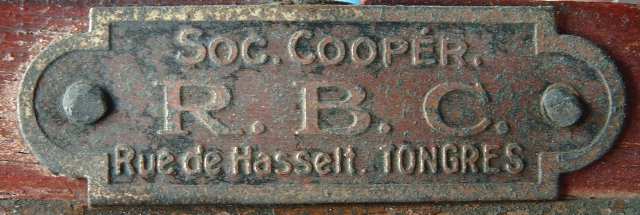 SOC. COOPÉR.
R. B. C.
Rue de Hasselt. TONGRES